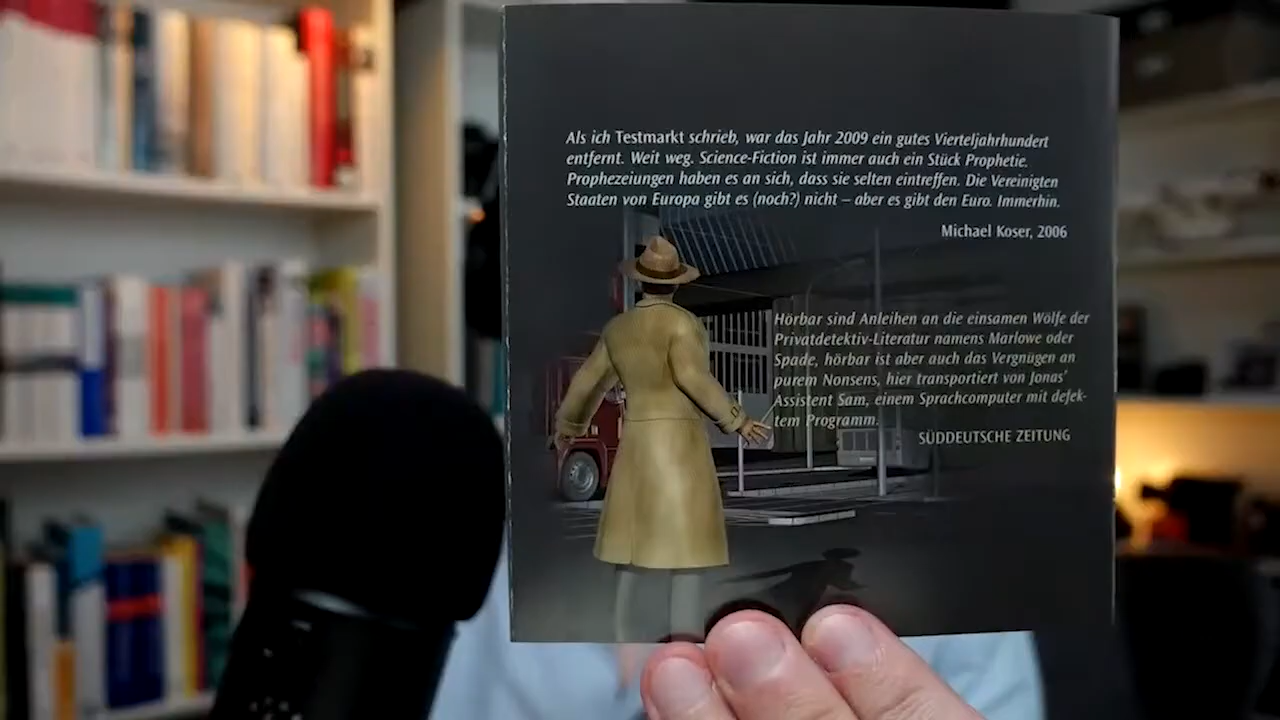 Als ich Testmarkt schrieb, war das Jahr 2009 ein gutes Vierteljahrhundert
entfernt. Weit weg. Science-Fiction ist immer auch ein Stück Prophetie.
Prophezeiungen haben es an sich, dass sie selten eintreffen. Die Vereinigten
Staaten von Europa gibt es (noch?) nicht – aber es gibt den Euro. Immerhin.
Michael Koser, 2006
Hörbar sind Anleihen an die einsamen Wölfe der
Privatdetektiv-Literatur namens Marlowe oder
Spade, hörbar ist aber auch das Vergnügen an
purem Nonsens, hier transportiert von Jonas'
Assistent Sam, einem Sprachcomputer mit defek-
tem Programm.
SÜDDEUTSCHE ZEITUNG